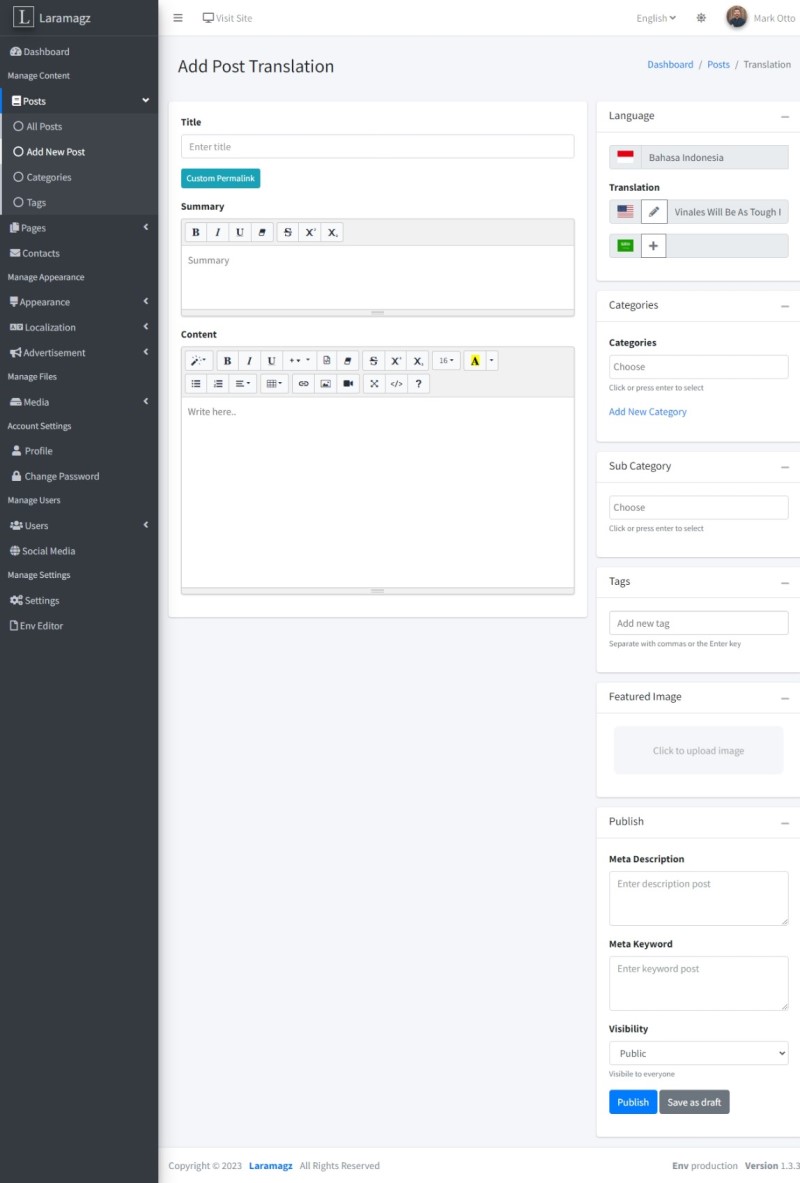 L Laramagz
Visit Site
English
Mark Otto
Dashboard
Manage Content
Posts
All Posts
Add New Post
Categories
Tags
Pages
Contacts
Manage Appearance
Appearance
Localization
Advertisement
Manage Files
Media
Account Settings
Profile
Change Password
Manage Users
Users
Social Media
Manage Settings
Settings
Env Editor
Add Post Translation
Dashboard / Posts / Translation
Title
Enter title
Custom Permalink
Summary
B I U S X X
Summary
Content
B I U S X X 16 A
</> ?
Write here..
Language
Bahasa Indonesia
Translation
Vinales Will Be As Tough
Categories
Categories
Choose
Click or press enter to select
Add New Category
Sub Category
Choose
Click or press enter to select
Tags
Add new tag
Separate with commas or the Enter key
Featured Image
Click to upload image
Publish
Meta Description
Enter description post
Meta Keyword
Enter keyword post
Visibility
Public
Visibile to everyone
Publish
Save as draft
Copyright © 2023 Laramagz All Rights Reserved
Env production Version 1.3.3